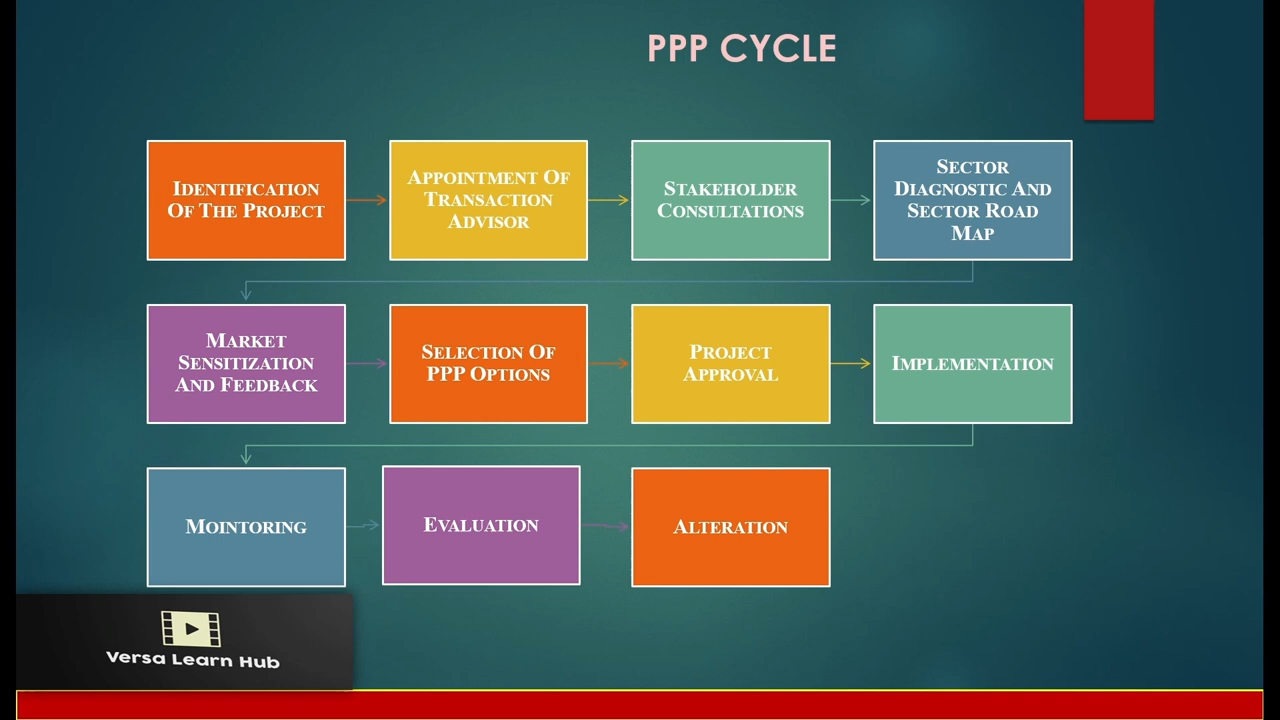 PPP CYCLE
IDENTIFICATION
OF THE PROJECT
APPOINTMENT OF
TRANSACTION
ADVISOR
STAKEHOLDER
CONSULTATIONS
SECTOR
DIAGNOSTIC AND
SECTOR ROAD
MAP
MARKET
SENSITIZATION
AND FEEDBACK
SELECTION OF
PPP OPTIONS
PROJECT
APPROVAL
IMPLEMENTATION
MOINTORING
EVALUATION
ALTERATION
Versa Learn Hub